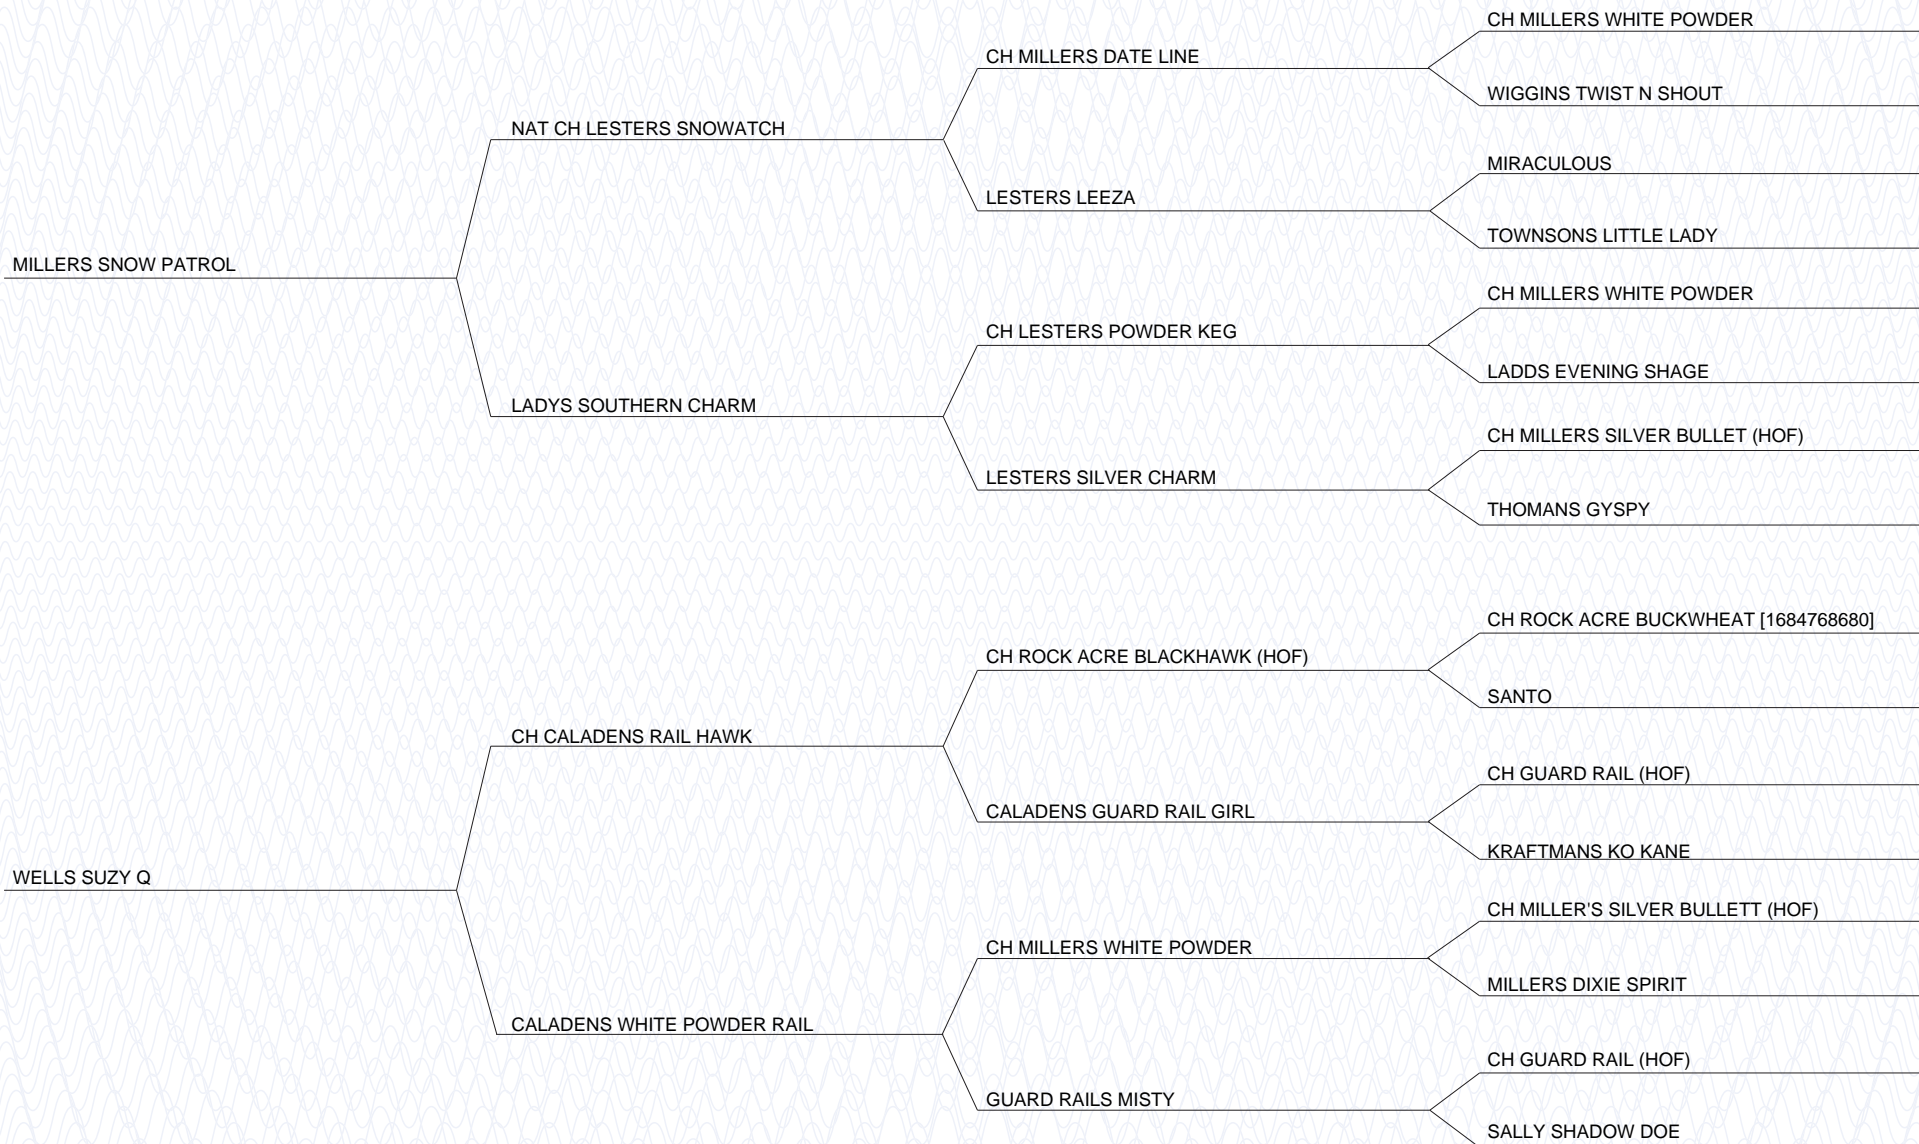 CH MILLERS WHITE POWDER
CH MILLERS DATE LINE
WIGGINS TWIST N SHOUT
NAT CH LESTERS SNOWATCH
MIRACULOUS
LESTERS LEEZA
TOWNSONS LITTLE LADY
MILLERS SNOW PATROL
CH MILLERS WHITE POWDER
CH LESTERS POWDER KEG
LADDS EVENING SHAGE
LADYS SOUTHERN CHARM
CH MILLERS SILVER BULLET (HOF)
LESTERS SILVER CHARM
THOMANS GYSPY
CH ROCK ACRE BUCKWHEAT [1684768680]
CH ROCK ACRE BLACKHAWK (HOF)
SANTO
CH CALADENS RAIL HAWK
CH GUARD RAIL (HOF)
CALADENS GUARD RAIL GIRL
KRAFTMANS KO KANE
WELLS SUZY Q
CH MILLER'S SILVER BULLETT (HOF)
CH MILLERS WHITE POWDER
MILLERS DIXIE SPIRIT
CALADENS WHITE POWDER RAIL
CH GUARD RAIL (HOF)
GUARD RAILS MISTY
SALLY SHADOW DOE